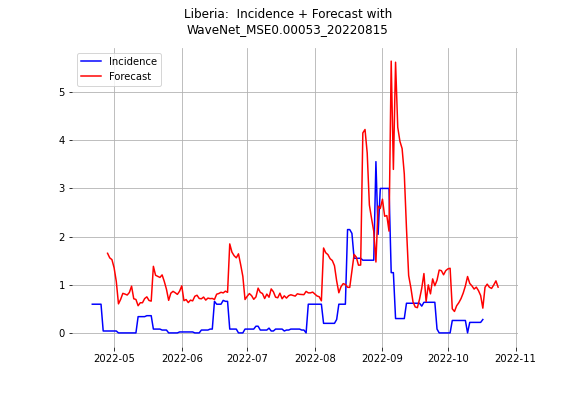 Liberia:  Incidence + Forecast with
WaveNet_MSE0.00053_20220815
Incidence
Forecast
5
4
3
2
1
0
2022-05 2022-06 2022-07 2022-08 2022-09 2022-10 2022-11